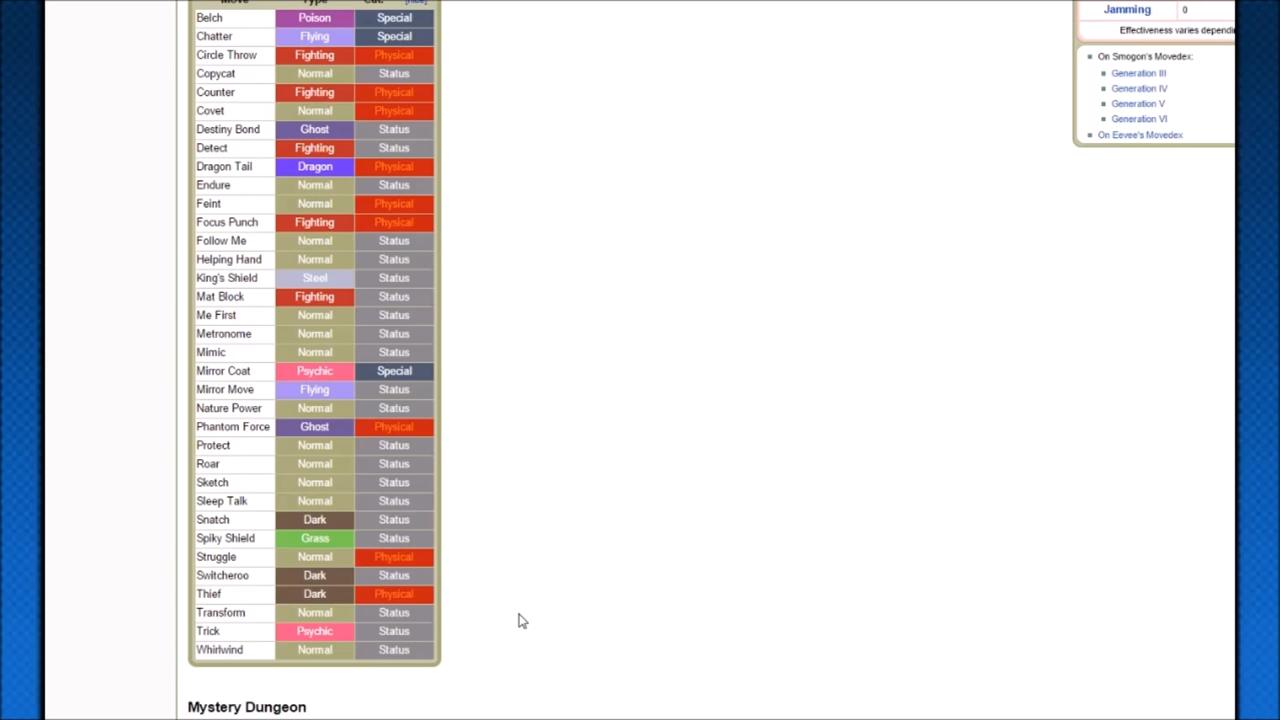 Move Type Cat. [hide]
Belch Poison Special
Chatter Flying Special
Circle Throw Fighting Physical
Copycat Normal Status
Counter Fighting Physical
Covet Normal Physical
Destiny Bond Ghost Status
Detect Fighting Status
Dragon Tail Dragon Physical
Endure Normal Status
Feint Normal Physical
Focus Punch Fighting Physical
Follow Me Normal Status
Helping Hand Normal Status
King's Shield Steel Status
Mat Block Fighting Status
Me First Normal Status
Metronome Normal Status
Mimic Normal Status
Mirror Coat Psychic Special
Mirror Move Flying Status
Nature Power Normal Status
Phantom Force Ghost Physical
Protect Normal Status
Roar Normal Status
Sketch Normal Status
Sleep Talk Normal Status
Snatch Dark Status
Spiky Shield Grass Status
Struggle Normal Physical
Switcheroo Dark Status
Thief Dark Physical
Transform Normal Status
Trick Psychic Status
Whirlwind Normal Status
Mystery Dungeon
Jamming 0
Effectiveness varies dependi
On Smogon's Movedex:
Generation III
Generation IV
Generation V
Generation VI
On Eevee's Movedex